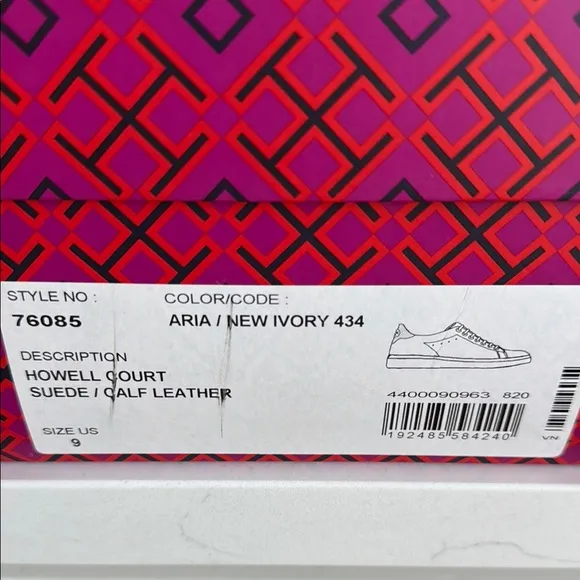 STYLE NO :
76085
COLOR/CODE :
ARIA / NEW IVORY 434
DESCRIPTION
HOWELL COURT
SUEDE / CALF LEATHER
SIZE US
9
4400090963 820
192485584240
VN